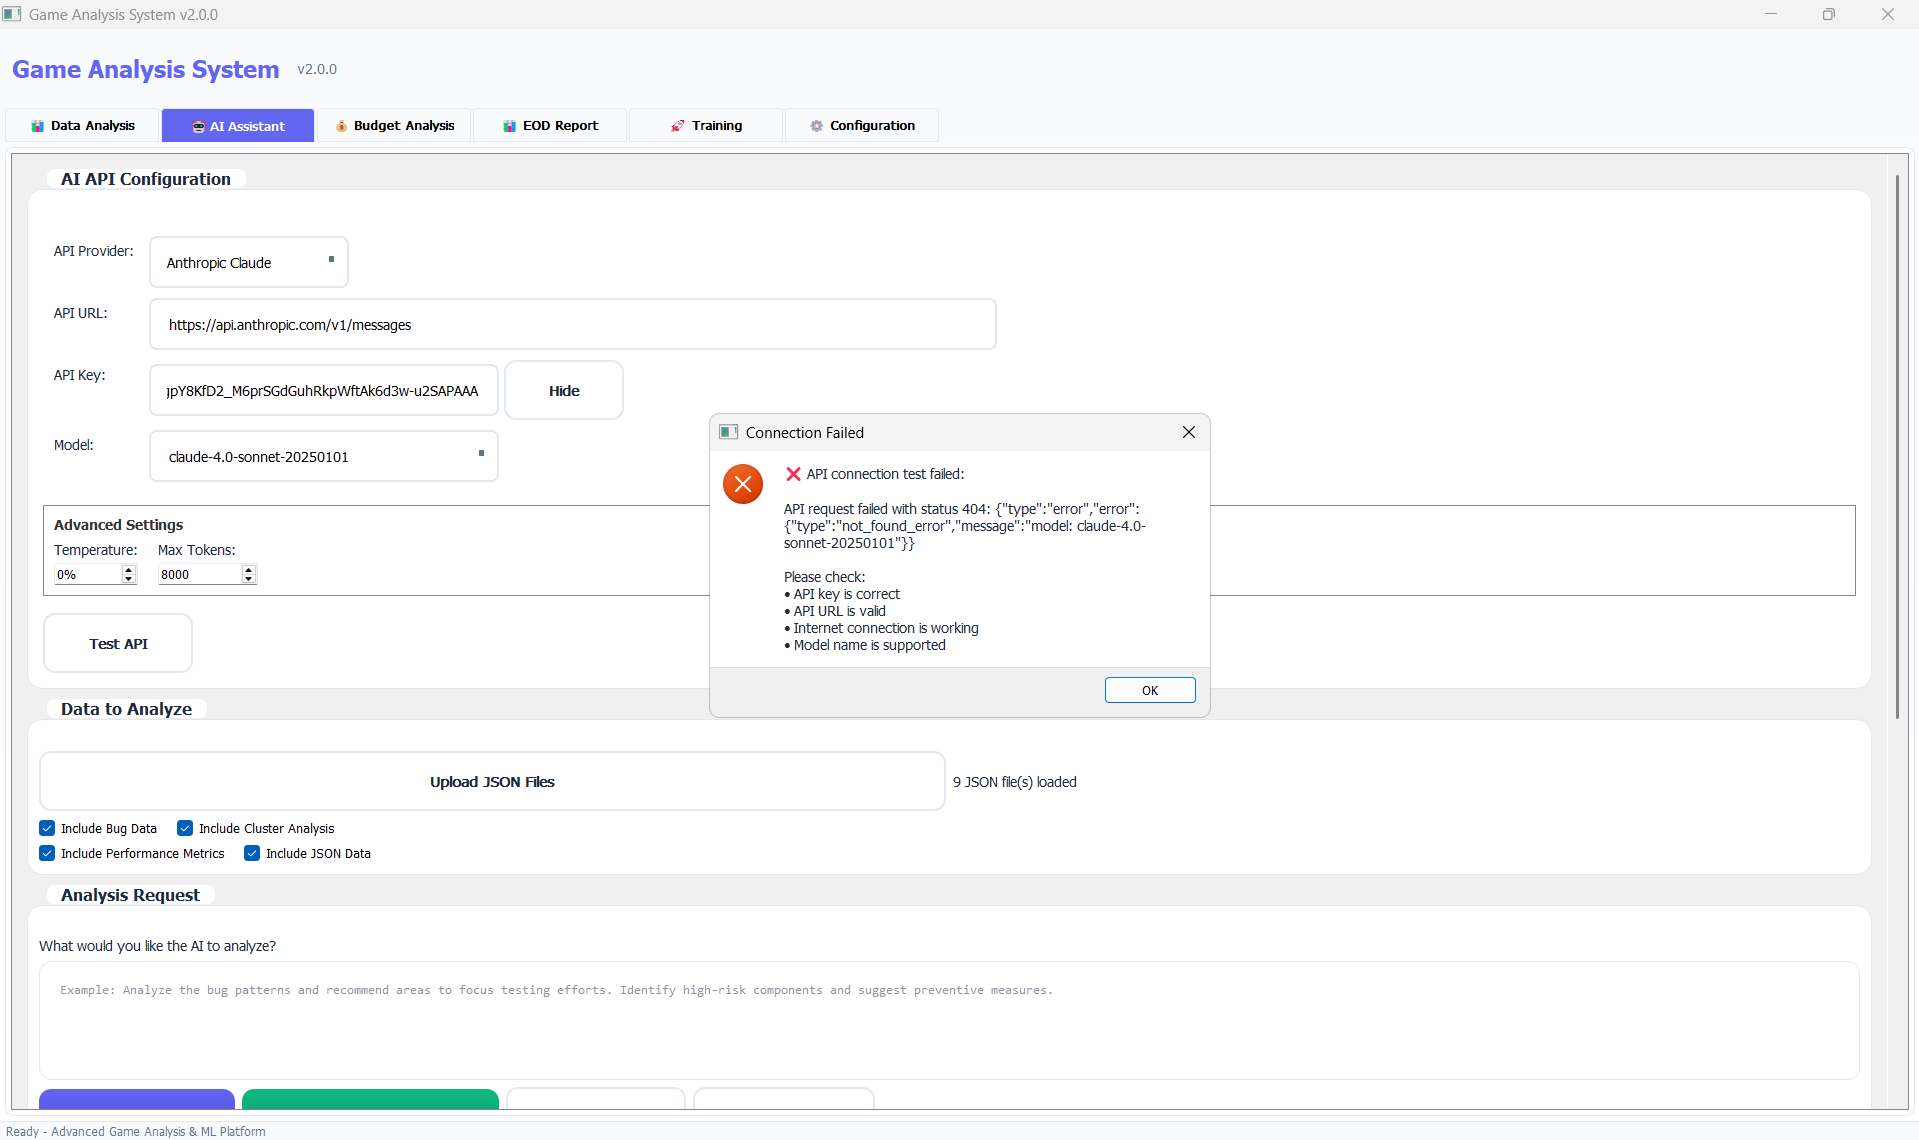 Game Analysis System v2.0.0
Game Analysis System v2.0.0
Data Analysis AI Assistant Budget Analysis EOD Report Training Configuration
AI API Configuration
API Provider: Anthropic Claude
API URL: https://api.anthropic.com/v1/messages
API Key: gpY8KfD2_M6prSGdGuhRkpWftAk6d3w-u2SAPAAA Hide
Model: claude-4.0-sonnet-20250101
Advanced Settings
Temperature: Max Tokens:
0% 8000
Test API
Connection Failed
❌ API connection test failed:
API request failed with status 404: {"type":"error","error":
{"type":"not_found_error","message":"model: claude-4.0-
sonnet-20250101"}}
Please check:
• API key is correct
• API URL is valid
• Internet connection is working
• Model name is supported
OK
Data to Analyze
Upload JSON Files 9 JSON file(s) loaded
Include Bug Data Include Cluster Analysis
Include Performance Metrics Include JSON Data
Analysis Request
What would you like the AI to analyze?
Example: Analyze the bug patterns and recommend areas to focus testing efforts. Identify high-risk components and suggest preventive measures.
Ready - Advanced Game Analysis & ML Platform